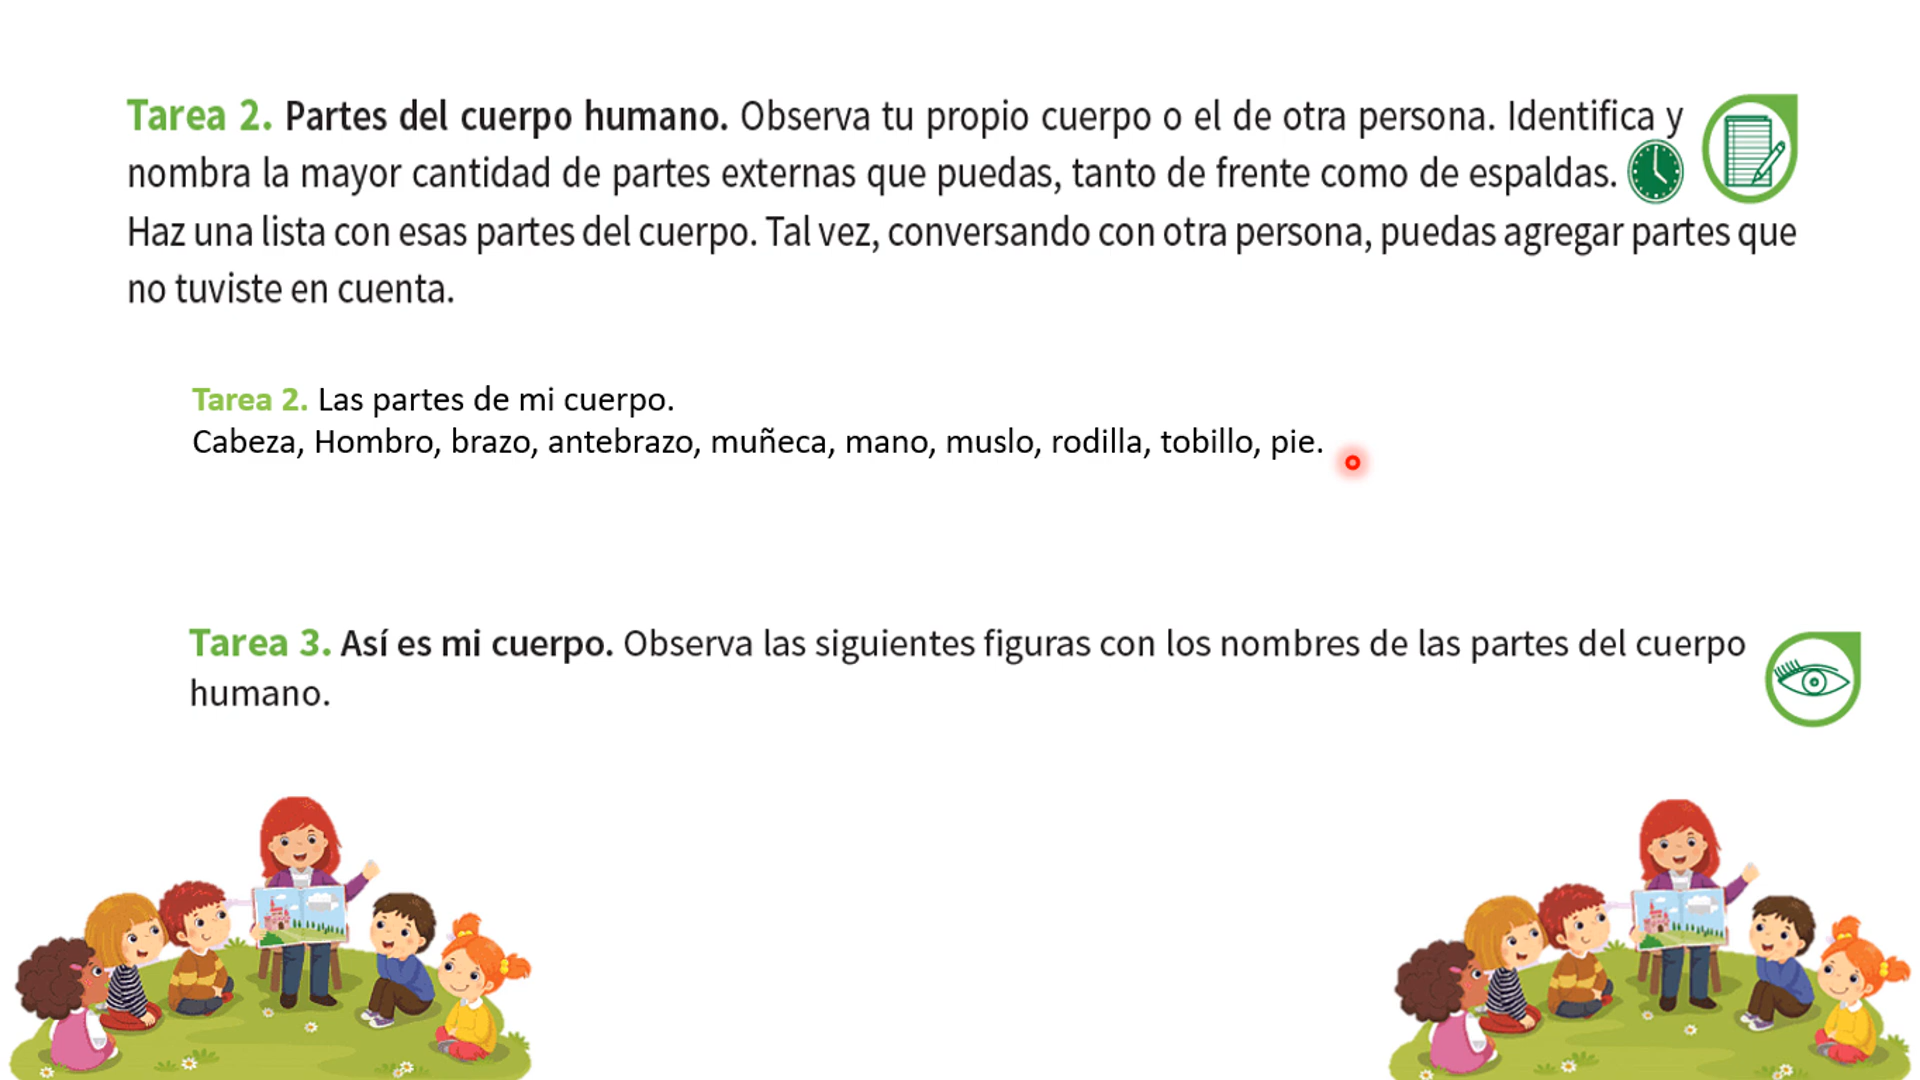 Tarea 2. Partes del cuerpo humano. Observa tu propio cuerpo o el de otra persona. Identifica y
nombra la mayor cantidad de partes externas que puedas, tanto de frente como de espaldas.
Haz una lista con esas partes del cuerpo. Tal vez, conversando con otra persona, puedas agregar partes que
no tuviste en cuenta.
Tarea 2. Las partes de mi cuerpo.
Cabeza, Hombro, brazo, antebrazo, muñeca, mano, muslo, rodilla, tobillo, pie.
Tarea 3. Así es mi cuerpo. Observa las siguientes figuras con los nombres de las partes del cuerpo
humano.